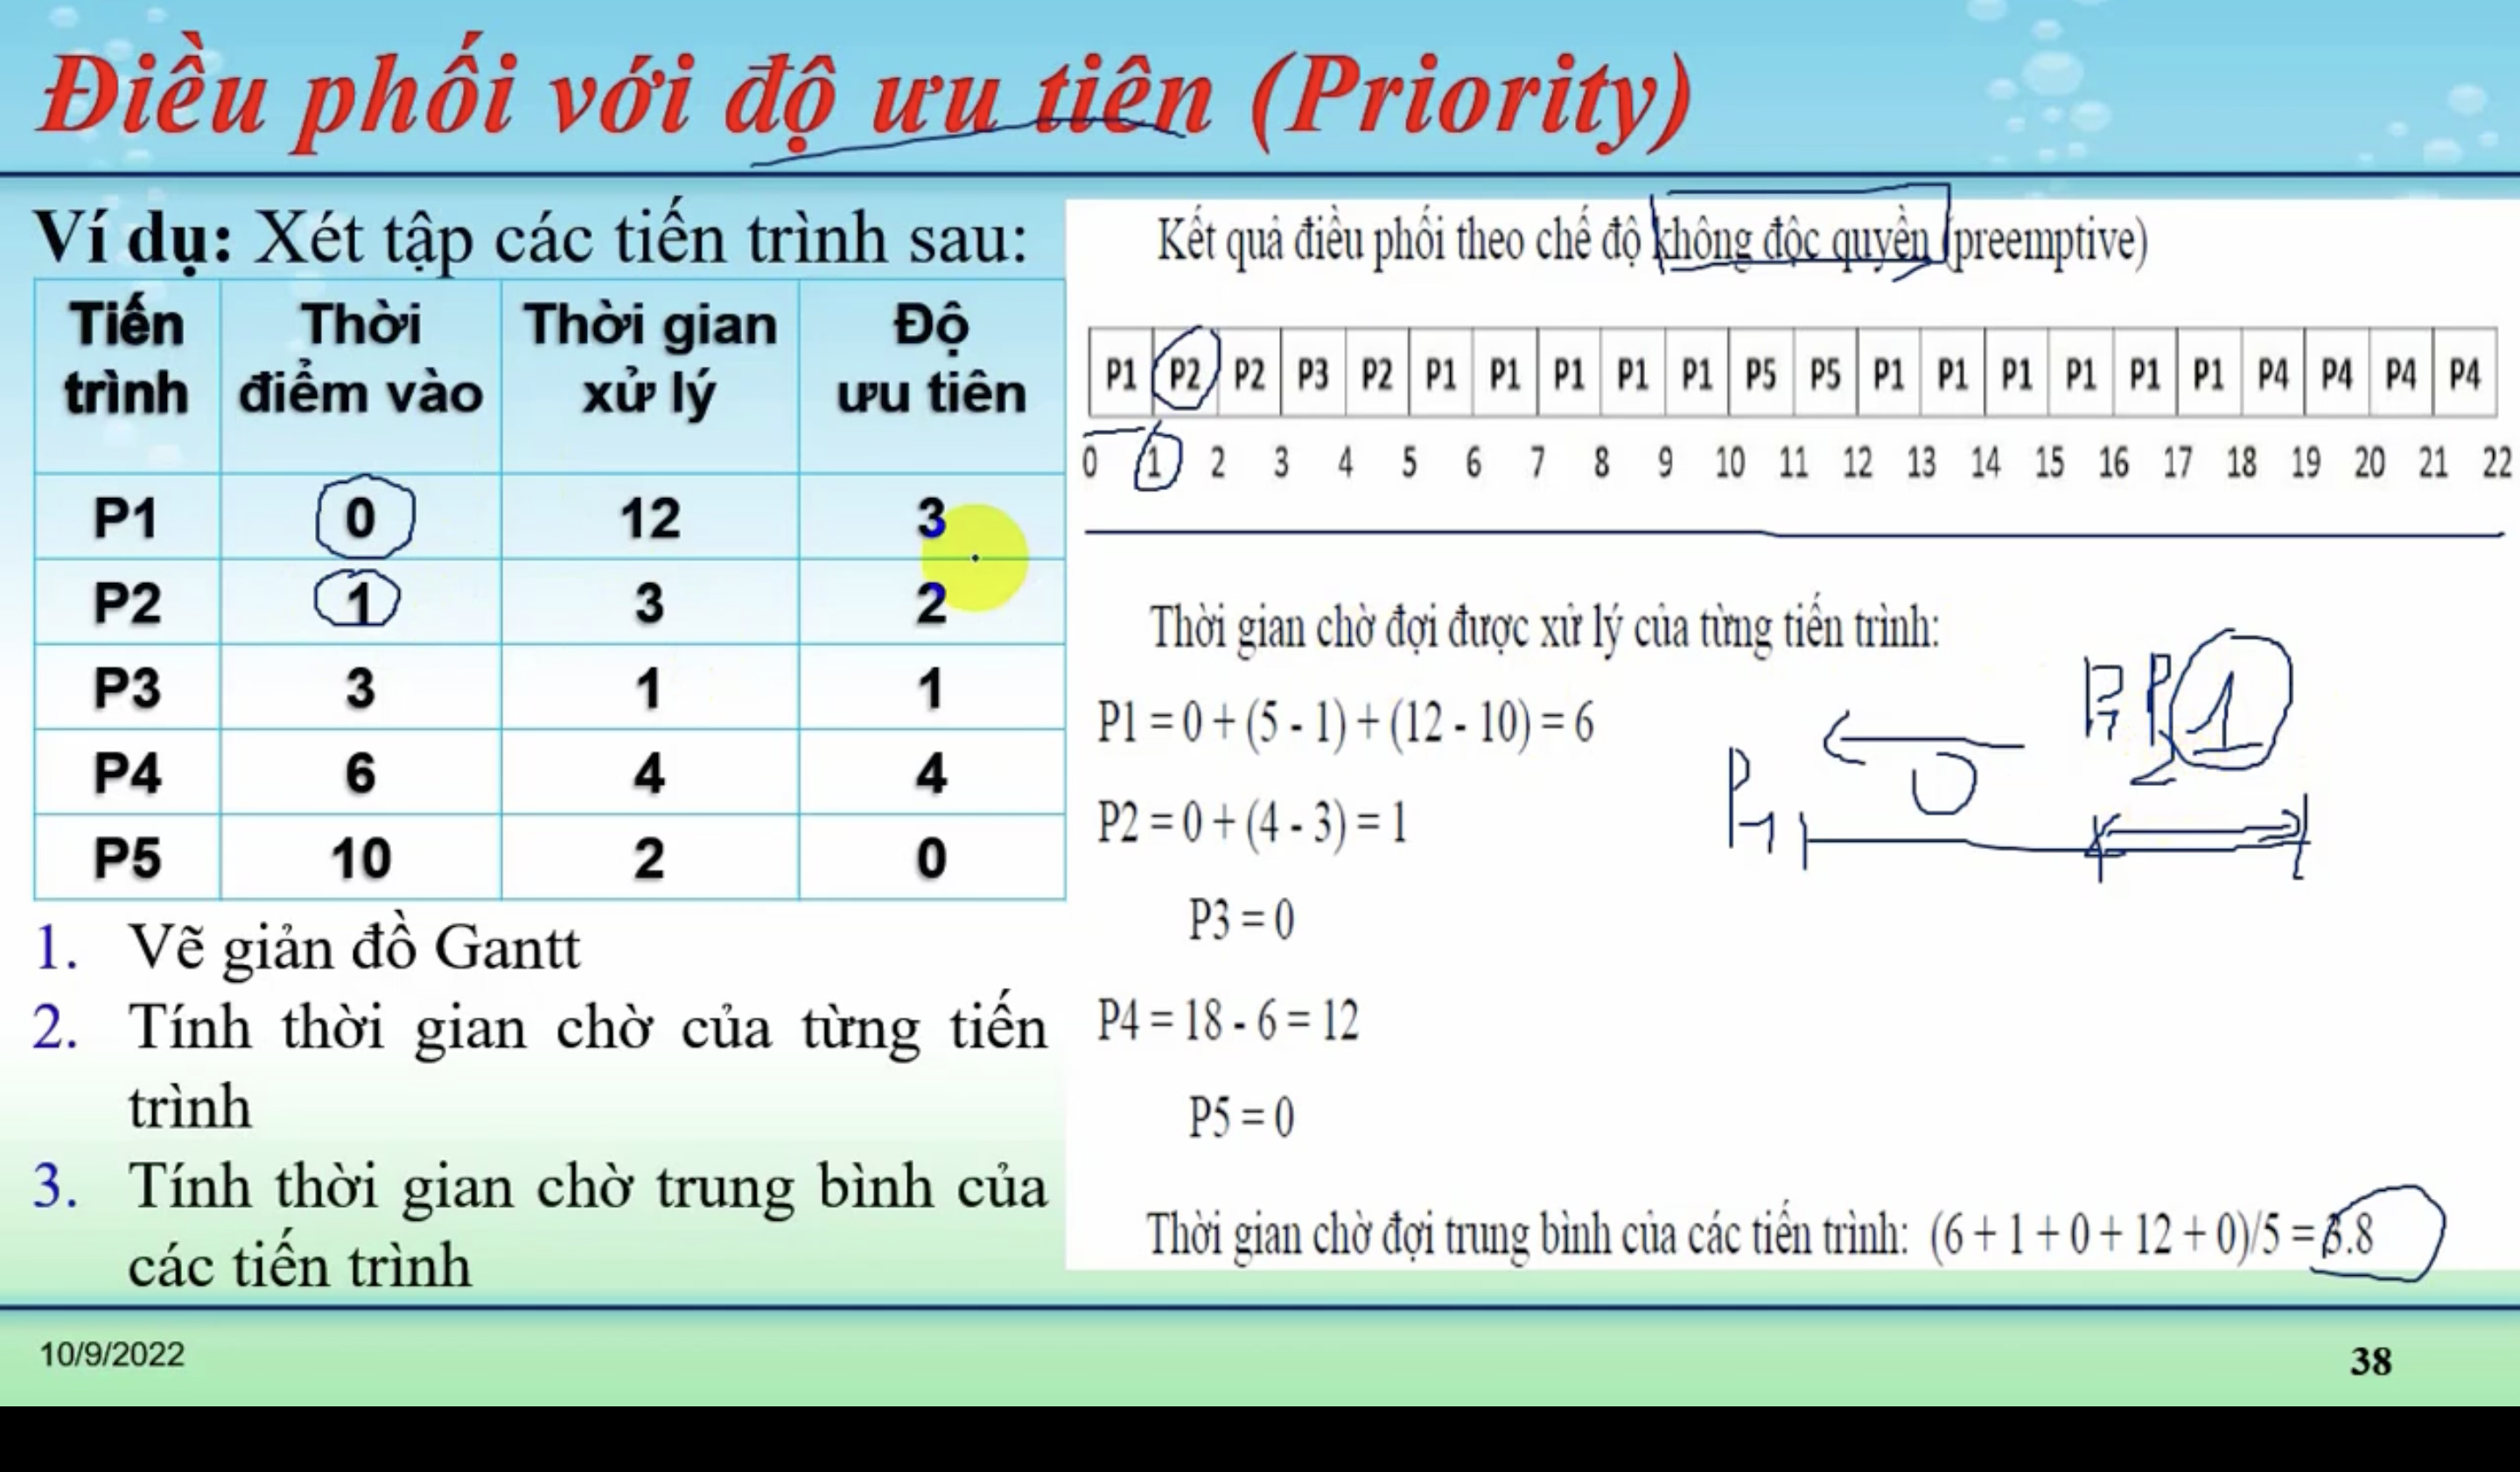 Điều phối với độ ưu tiên (Priority)
Ví dụ: Xét tập các tiến trình sau:
Tiến trình Thời điểm vào Thời gian xử lý Độ ưu tiên
P1 0 12 3
P2 1 3 2
P3 3 1 1
P4 6 4 4
P5 10 2 0
1. Vẽ giản đồ Gantt
2. Tính thời gian chờ của từng tiến
trình
3. Tính thời gian chờ trung bình của
các tiến trình
Kết quả điều phối theo chế độ không độc quyền (preemptive)
P1 P2 P2 P3 P2 P1 P1 P1 P1 P1 P5 P5 P1 P1 P1 P1 P1 P1 P4 P4 P4 P4
0 1 2 3 4 5 6 7 8 9 10 11 12 13 14 15 16 17 18 19 20 21 22
Thời gian chờ đợi được xử lý của từng tiến trình:
P1 = 0 + (5 - 1) + (12 - 10) = 6
P2 = 0 + (4 - 3) = 1
P3 = 0
P4 = 18 - 6 = 12
P5 = 0
P1
P2 1
Thời gian chờ đợi trung bình của các tiến trình: (6 + 1 + 0 + 12 + 0)/5 = 3.8
10/9/2022
38